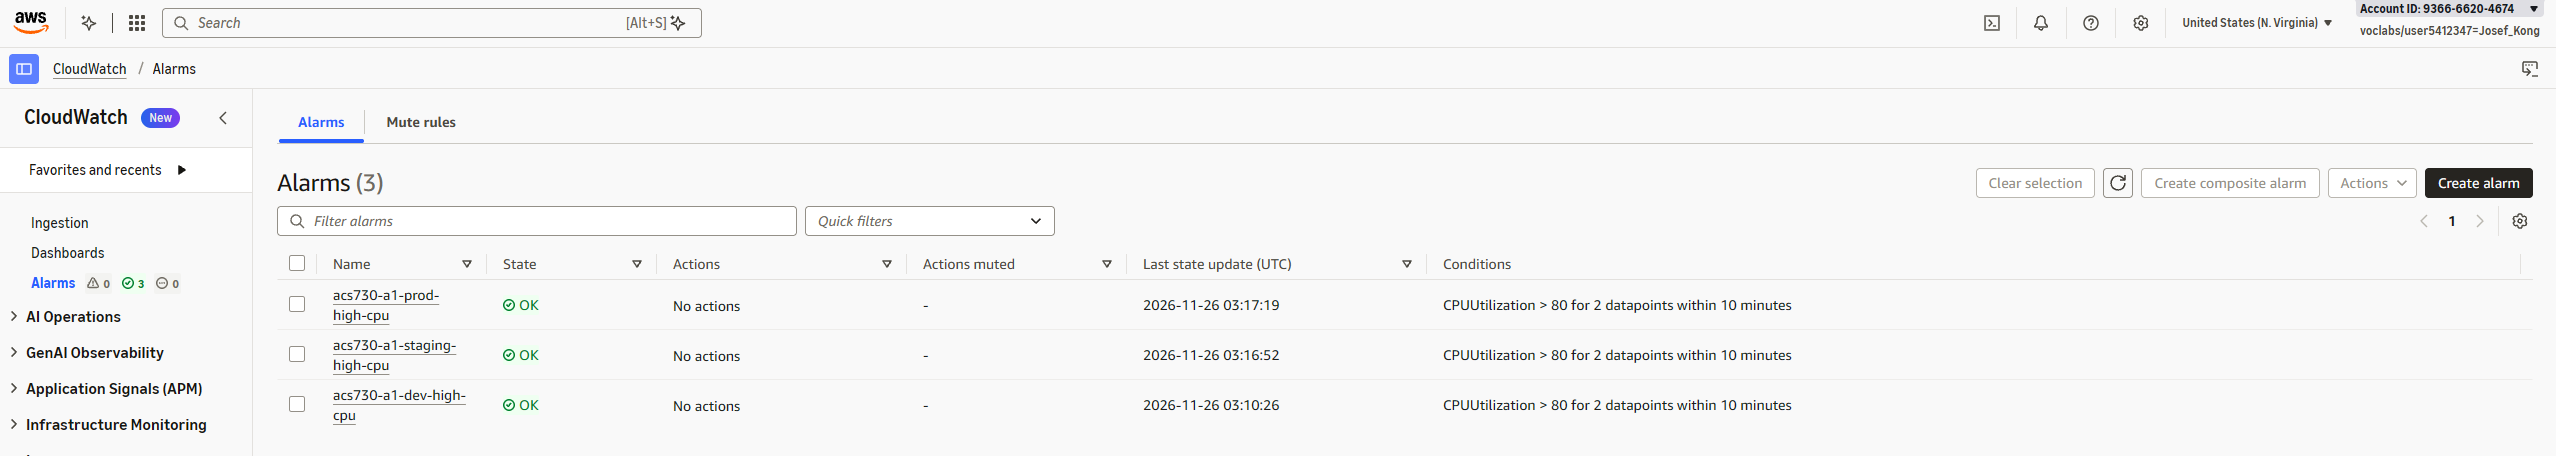 aws
Search [Alt+S]
United States (N. Virginia)
Account ID: 9366-6620-4674
voclabs/user5412347=Josef_Kong
CloudWatch / Alarms
CloudWatch New
Favorites and recents
Ingestion
Dashboards
Alarms 0 3 0
AI Operations
GenAI Observability
Application Signals (APM)
Infrastructure Monitoring
Alarms Mute rules
Alarms (3)
Clear selection Create composite alarm Actions Create alarm
Filter alarms Quick filters 1
Name State Actions Actions muted Last state update (UTC) Conditions
acs730-a1-prod-
high-cpu OK No actions - 2026-11-26 03:17:19 CPUUtilization > 80 for 2 datapoints within 10 minutes
acs730-a1-staging-
high-cpu OK No actions - 2026-11-26 03:16:52 CPUUtilization > 80 for 2 datapoints within 10 minutes
acs730-a1-dev-high-
cpu OK No actions - 2026-11-26 03:10:26 CPUUtilization > 80 for 2 datapoints within 10 minutes